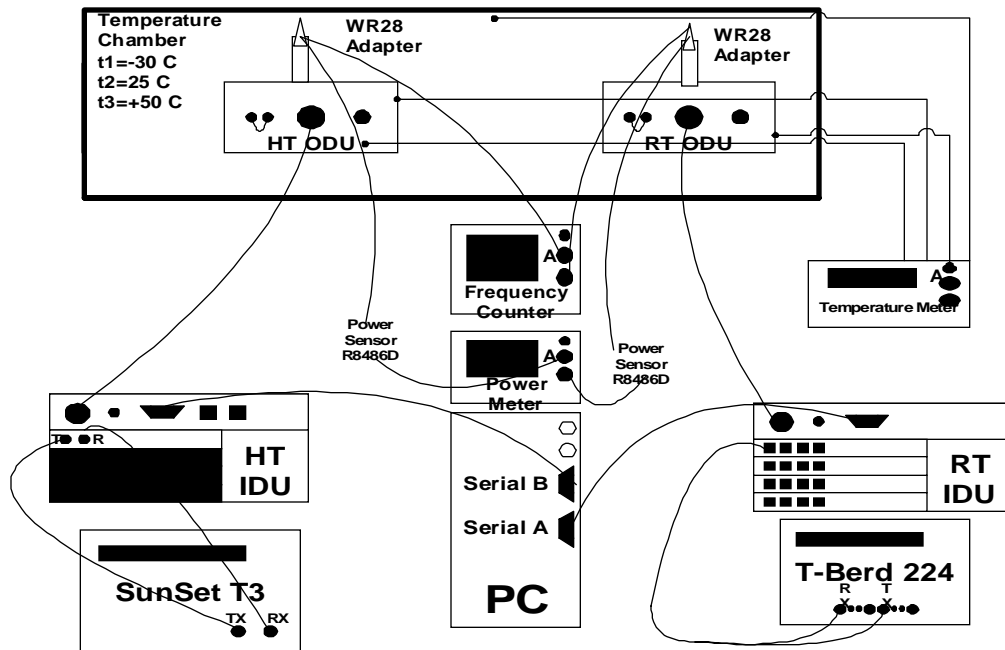 Temperature
Chamber
t1=-30 C
t2=25 C
t3=+50 C
WR28
Adapter
WR28
Adapter
HT ODU
RT ODU
A
Frequency
Counter
A
Temperature Meter
Power
Sensor
R8486D
A
Power
Meter
Power
Sensor
R8486D
T R
HT
IDU
RT
IDU
Serial B
Serial A
PC
SunSet T3
TX RX
T-Berd 224
RX TX